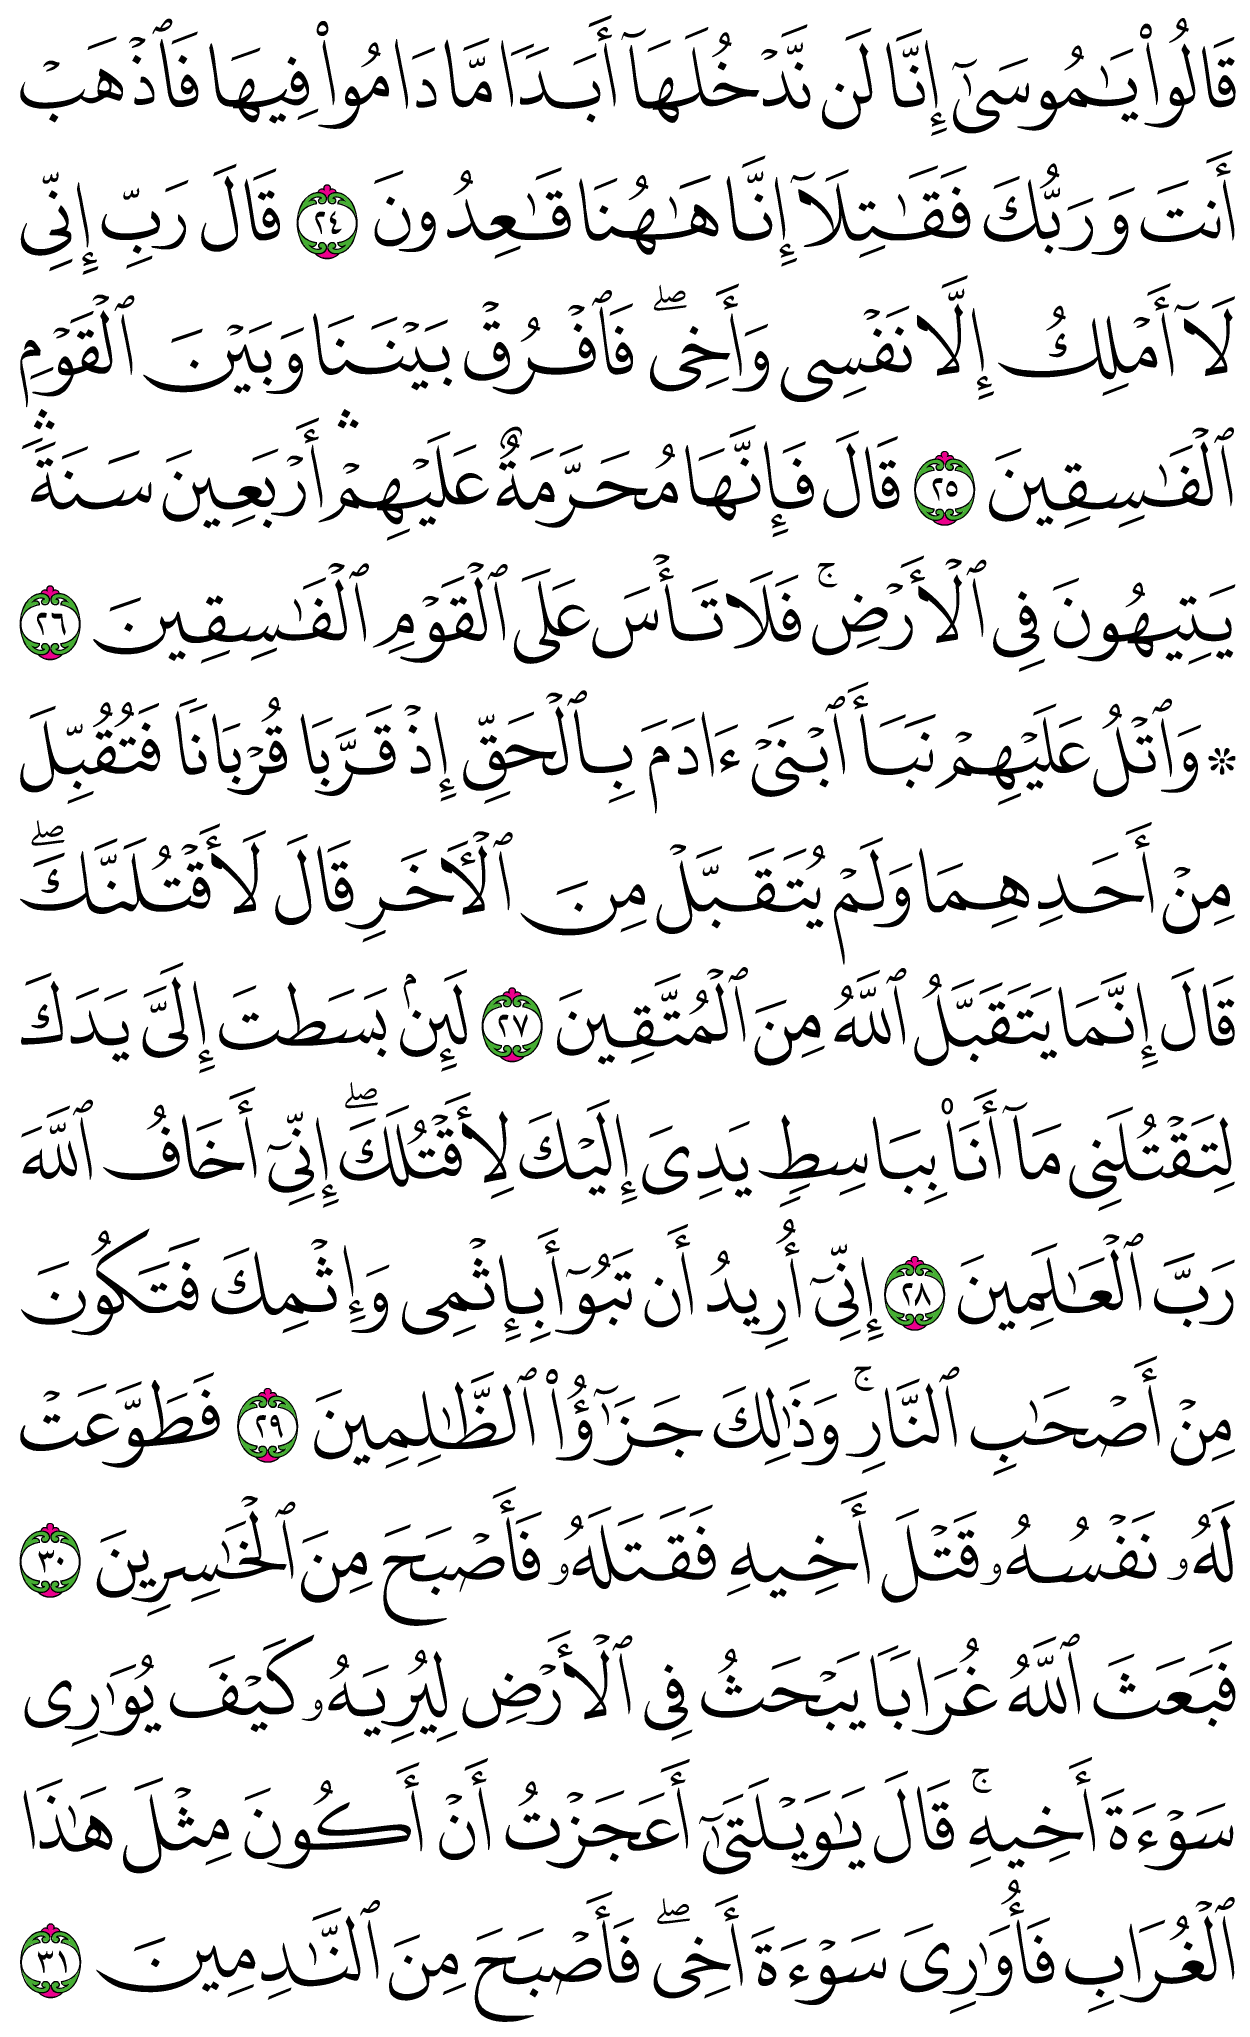 قَالُوا۟ يَـٰمُوسَىٰٓ إِنَّا لَن نَّدْخُلَهَآ أَبَدًا مَّا دَامُوا۟ فِيهَا فَٱذْهَبْ
أَنتَ وَرَبُّكَ فَقَـٰتِلَآ إِنَّا هَـٰهُنَا قَـٰعِدُونَ ٢٤ قَالَ رَبِّ إِنِّى
لَآ أَمْلِكُ إِلَّا نَفْسِى وَأَخِى ۖ فَٱفْرُقْ بَيْنَنَا وَبَيْنَ ٱلْقَوْمِ
ٱلْفَـٰسِقِينَ ٢٥ قَالَ فَإِنَّهَا مُحَرَّمَةٌ عَلَيْهِمْ ۛ أَرْبَعِينَ سَنَةً ۛ
يَتِيهُونَ فِى ٱلْأَرْضِ ۚ فَلَا تَأْسَ عَلَى ٱلْقَوْمِ ٱلْفَـٰسِقِينَ ٢٦
۞ وَٱتْلُ عَلَيْهِمْ نَبَأَ ٱبْنَىْ ءَادَمَ بِٱلْحَقِّ إِذْ قَرَّبَا قُرْبَانًا فَتُقُبِّلَ
مِنْ أَحَدِهِمَا وَلَمْ يُتَقَبَّلْ مِنَ ٱلْـَٔاخَرِ قَالَ لَأَقْتُلَنَّكَ ۖ
قَالَ إِنَّمَا يَتَقَبَّلُ ٱللَّهُ مِنَ ٱلْمُتَّقِينَ ٢٧ لَئِنۢ بَسَطتَ إِلَىَّ يَدَكَ
لِتَقْتُلَنِى مَآ أَنَا۠ بِبَاسِطٍ يَدِىَ إِلَيْكَ لِأَقْتُلَكَ ۖ إِنِّىٓ أَخَافُ ٱللَّهَ
رَبَّ ٱلْعَـٰلَمِينَ ٢٨ إِنِّىٓ أُرِيدُ أَن تَبُوٓأَ بِإِثْمِى وَإِثْمِكَ فَتَكُونَ
مِنْ أَصْحَـٰبِ ٱلنَّارِ ۚ وَذَٰلِكَ جَزَٰٓؤُا۟ ٱلظَّـٰلِمِينَ ٢٩ فَطَوَّعَتْ
لَهُۥ نَفْسُهُۥ قَتْلَ أَخِيهِ فَقَتَلَهُۥ فَأَصْبَحَ مِنَ ٱلْخَـٰسِرِينَ ٣٠
فَبَعَثَ ٱللَّهُ غُرَابًا يَبْحَثُ فِى ٱلْأَرْضِ لِيُرِيَهُۥ كَيْفَ يُوَٰرِى
سَوْءَةَ أَخِيهِ ۚ قَالَ يَـٰوَيْلَتَىٰٓ أَعَجَزْتُ أَنْ أَكُونَ مِثْلَ هَـٰذَا
ٱلْغُرَابِ فَأُوَٰرِىَ سَوْءَةَ أَخِى ۖ فَأَصْبَحَ مِنَ ٱلنَّـٰدِمِينَ ٣١